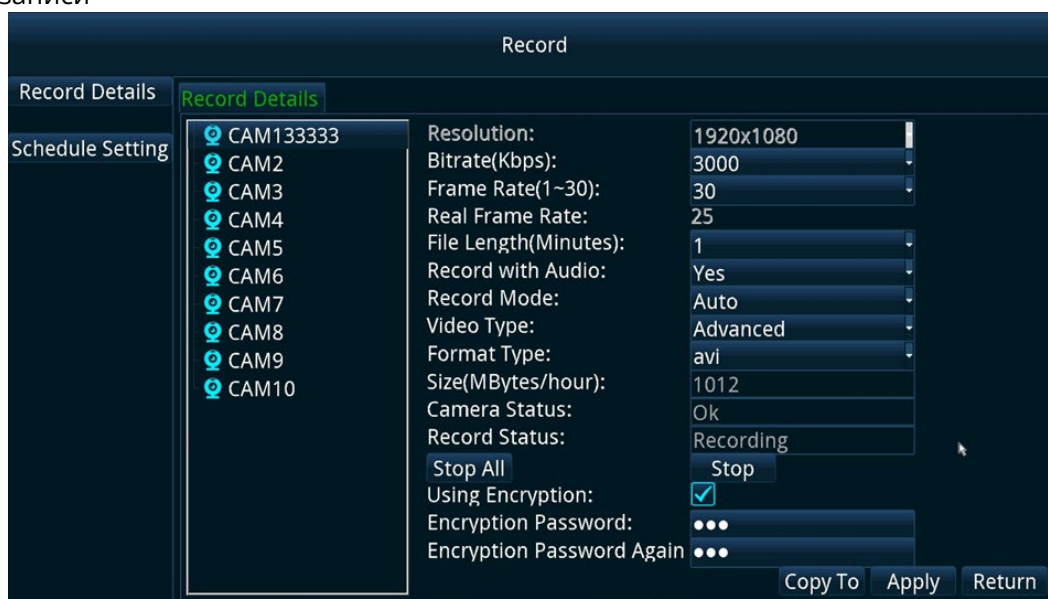 записи
Record
Record Details
Schedule Setting
Record Details
CAM133333
CAM2
CAM3
CAM4
CAM5
CAM6
CAM7
CAM8
CAM9
CAM10
Resolution: 1920x1080
Bitrate(Kbps): 3000
Frame Rate(1~30): 30
Real Frame Rate: 25
File Length(Minutes): 1
Record with Audio: Yes
Record Mode: Auto
Video Type: Advanced
Format Type: avi
Size(MBytes/hour): 1012
Camera Status: Ok
Record Status: Recording
Stop All Stop
Using Encryption:
Encryption Password: ●●●
Encryption Password Again ●●●
Copy To Apply Return